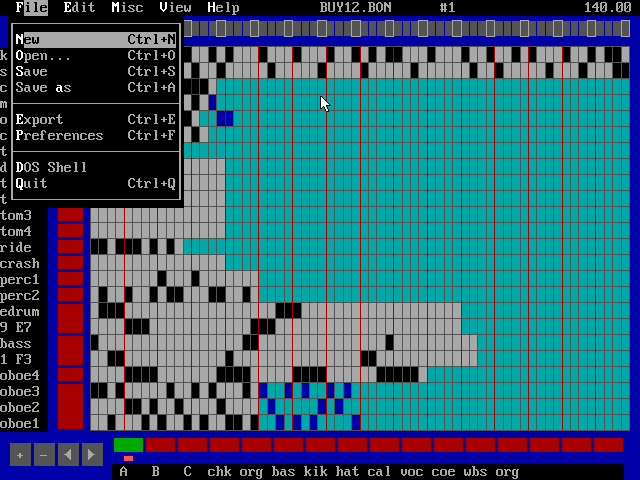 File Edit Misc View Help BUY12.BON #1 140.00
New Ctrl+N
Open... Ctrl+O
Save Ctrl+S
Save as Ctrl+A
Export Ctrl+E
Preferences Ctrl+F
DOS Shell
Quit Ctrl+Q
k
s
c
m
o
c
t
d
t
t
tom3
tom4
ride
crash
perc1
perc2
edrum
9 E7
bass
1 F3
oboe4
oboe3
oboe2
oboe1
+ -
A B C chk org bas kik hat cal voc coe wbs org